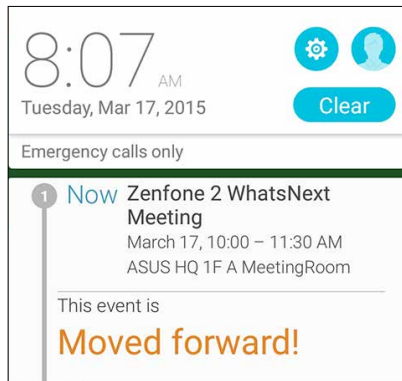 8:07 AM
Tuesday, Mar 17, 2015
Clear
Emergency calls only
1 Now Zenfone 2 WhatsNext
Meeting
March 17, 10:00 – 11:30 AM
ASUS HQ 1F A MeetingRoom
This event is
Moved forward!